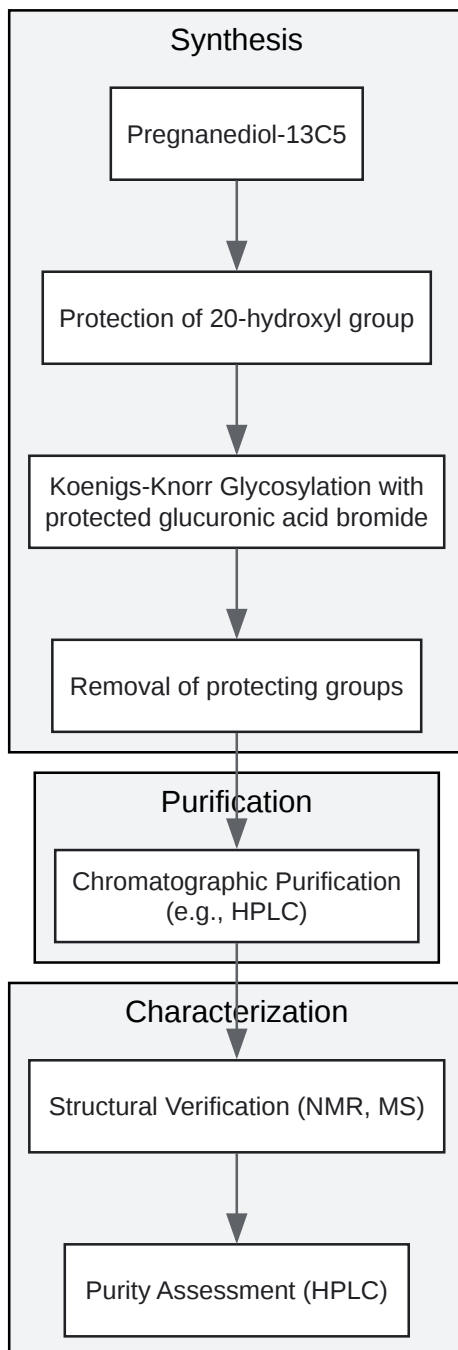 Synthesis
Pregnanediol-13C5
Protection of 20-hydroxyl group
Koenigs-Knorr Glycosylation with
protected glucuronic acid bromide
Removal of protecting groups
Purification
Chromatographic Purification
(e.g., HPLC)
Characterization
Structural Verification (NMR, MS)
Purity Assessment (HPLC)